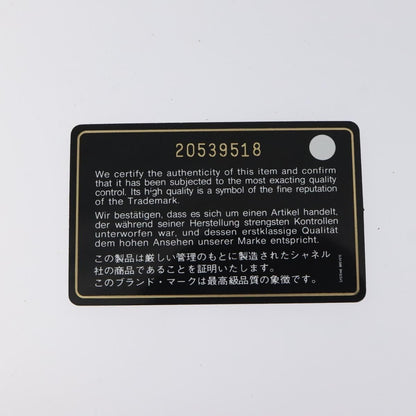 20539518
We certify the authenticity of this item and confirm
that it has been subjected to the most exacting quality
control. Its high quality is a symbol of the fine reputation
of the Trademark.
Wir bestätigen, dass es sich um einen Artikel handelt,
der während seiner Herstellung strengsten Kontrollen
unterworfen war, und dessen erstklassige Qualität
dem hohen Ansehen unserer Marke entspricht.
この製品は厳しい管理のもとに製造されたシャネル
社の商品であることを証明いたします。
このブランド・マークは最高級品質の象徴です。